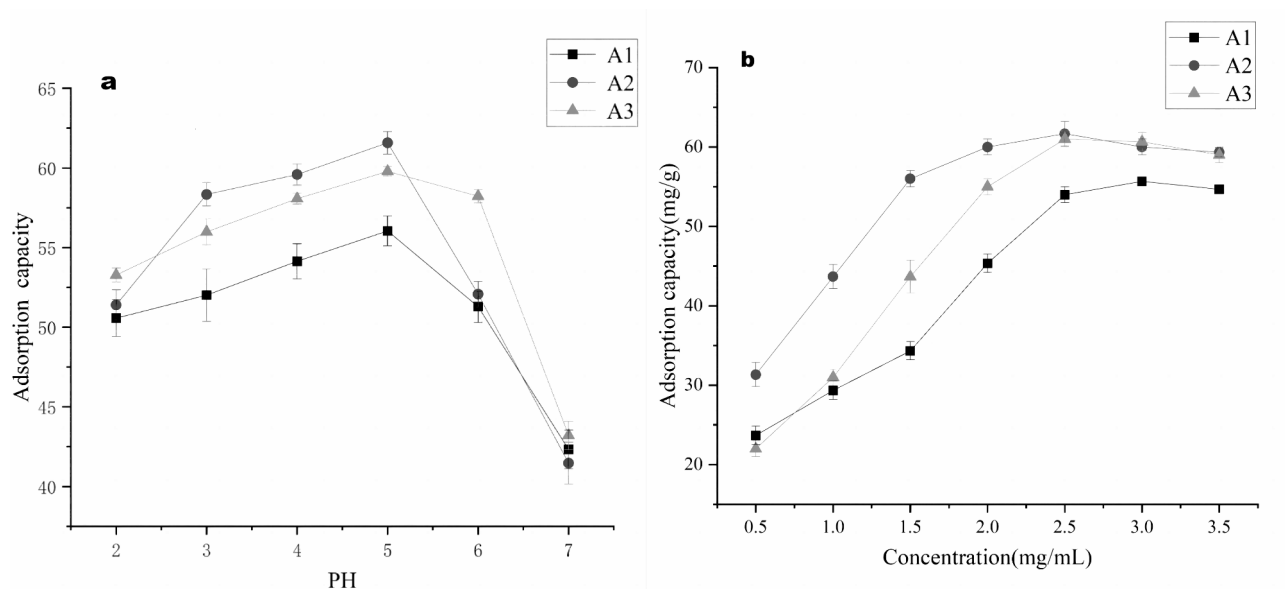 a
A1
A2
A3
65
60
55
50
45
40
Adsorption capacity
2 3 4 5 6 7
PH
b
A1
A2
A3
70
60
50
40
30
20
Adsorption capacity(mg/g)
0.5 1.0 1.5 2.0 2.5 3.0 3.5
Concentration(mg/mL)